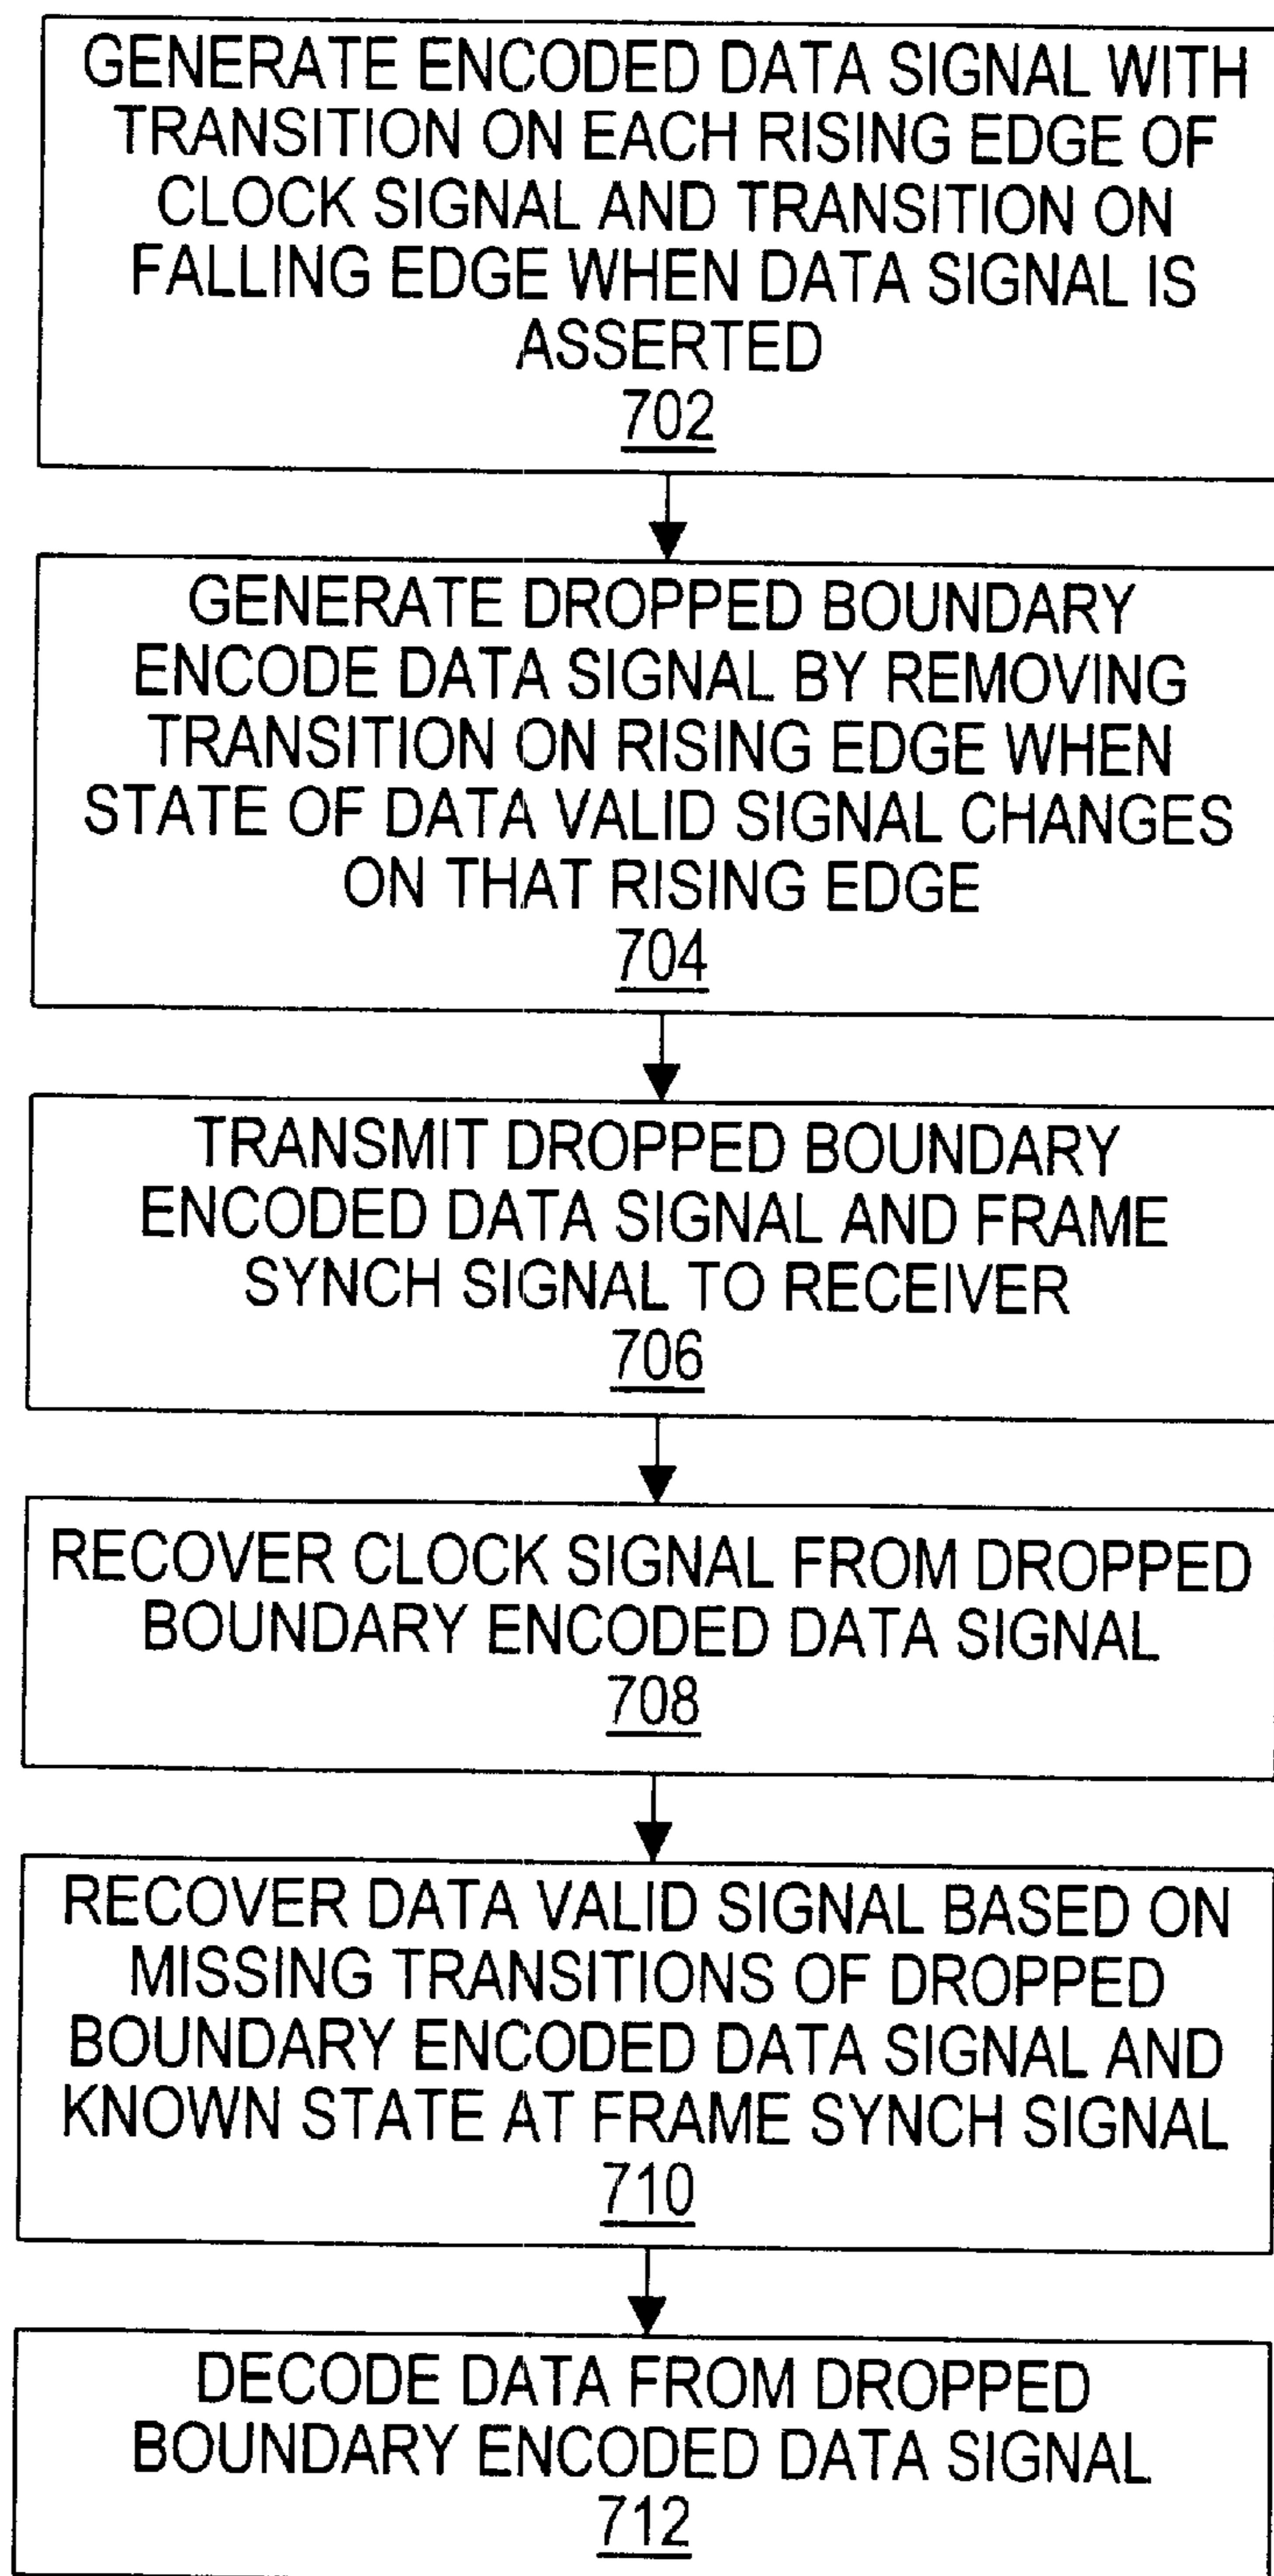 GENERATE ENCODED DATA SIGNAL WITH
TRANSITION ON EACH RISING EDGE OF
CLOCK SIGNAL AND TRANSITION ON
FALLING EDGE WHEN DATA SIGNAL IS
ASSERTED
702
GENERATE DROPPED BOUNDARY
ENCODE DATA SIGNAL BY REMOVING
TRANSITION ON RISING EDGE WHEN
STATE OF DATA VALID SIGNAL CHANGES
ON THAT RISING EDGE
704
TRANSMIT DROPPED BOUNDARY
ENCODED DATA SIGNAL AND FRAME
SYNCH SIGNAL TO RECEIVER
706
RECOVER CLOCK SIGNAL FROM DROPPED
BOUNDARY ENCODED DATA SIGNAL
708
RECOVER DATA VALID SIGNAL BASED ON
MISSING TRANSITIONS OF DROPPED
BOUNDARY ENCODED DATA SIGNAL AND
KNOWN STATE AT FRAME SYNCH SIGNAL
710
DECODE DATA FROM DROPPED
BOUNDARY ENCODED DATA SIGNAL
712